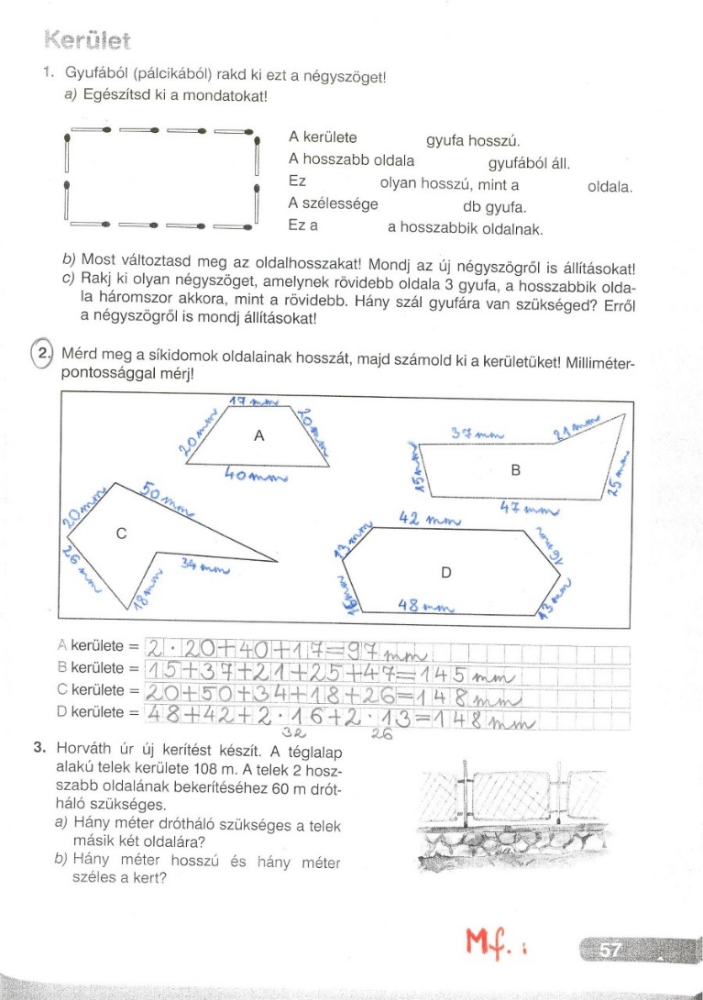 Kerület
1. Gyufából (pálcikából) rakd ki ezt a négyszöget!
a) Egészítsd ki a mondatokat!
A kerülete gyufa hosszú.
A hosszabb oldala gyufából áll.
Ez olyan hosszú, mint a oldala.
A szélessége db gyufa.
Ez a a hosszabbik oldalnak.
b) Most változtasd meg az oldalhosszakat! Mondj az új négyszögről is állításokat!
c) Rakj ki olyan négyszöget, amelynek rövidebb oldala 3 gyufa, a hosszabbik olda-
la háromszor akkora, mint a rövidebb. Hány szál gyufára van szükséged? Erről
a négyszögről is mondj állításokat!
2. Mérd meg a síkidomok oldalainak hosszát, majd számold ki a kerületüket! Milliméter-
pontossággal mérj!
17 mm
20 mm
20 mm
A
40 mm
37 mm
21 mm
15 mm
B
25 mm
47 mm
20 mm
50 mm
C
26 mm
34 mm
18 mm
42 mm
13 mm
16 mm
D
16 mm
13 mm
48 mm
A kerülete = 2 · 20+40+17=97 mm
B kerülete = 15+37+21+25+47=145 mm
C kerülete = 20+50+34+18+26=148 mm
D kerülete = 48+42+2 · 16+2 · 13=148 mm
32 26
3. Horváth úr új kerítést készít. A téglalap
alakú telek kerülete 108 m. A telek 2 hosz-
szabb oldalának bekerítéséhez 60 m drót-
háló szükséges.
a) Hány méter drótháló szükséges a telek
másik két oldalára?
b) Hány méter hosszú és hány méter
széles a kert?
Mf. :
57